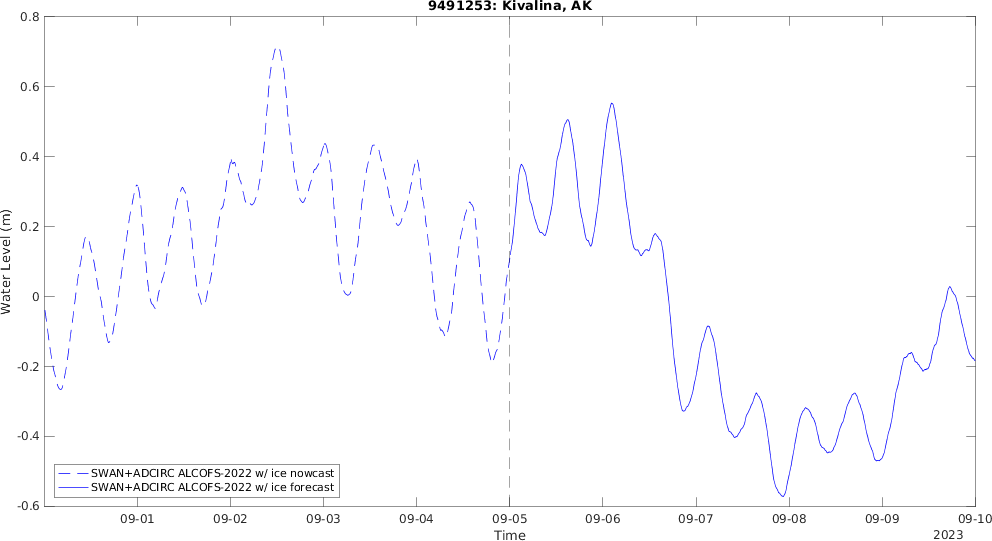 9491253: Kivalina, AK
0.8
0.6
0.4
0.2
0
-0.2
-0.4
-0.6
Water Level (m)
SWAN+ADCIRC ALCOFS-2022 w/ ice nowcast
SWAN+ADCIRC ALCOFS-2022 w/ ice forecast
09-01 09-02 09-03 09-04 09-05 09-06 09-07 09-08 09-09 09-10
Time
2023